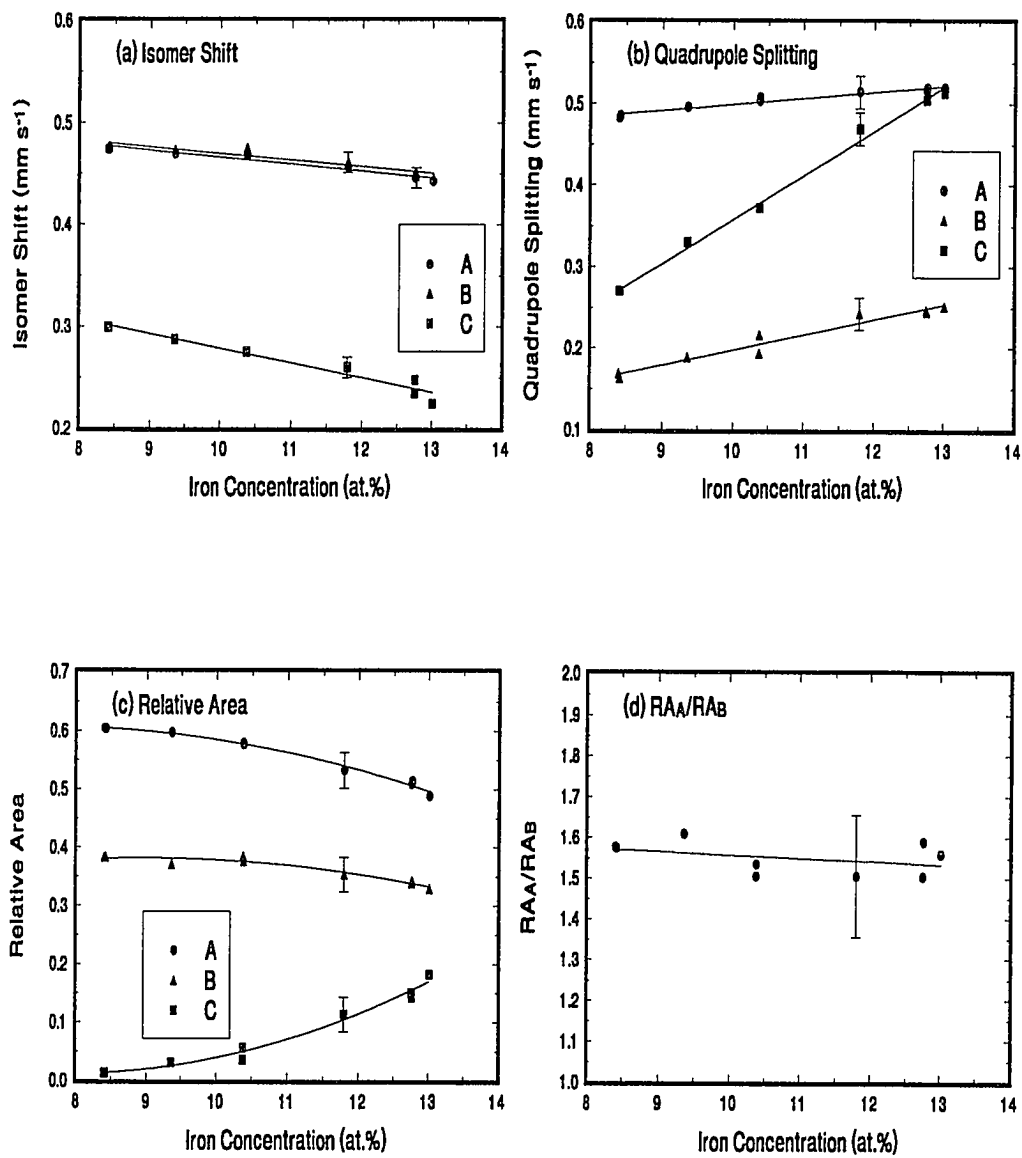 (a) Isomer Shift
0.6
0.5
0.4
0.3
0.2
Isomer Shift (mm s⁻¹)
A
B
C
8 9 10 11 12 13 14
Iron Concentration (at.%)
(b) Quadrupole Splitting
0.6
0.5
0.4
0.3
0.2
0.1
Quadrupole Splitting (mm s⁻¹)
A
B
C
8 9 10 11 12 13 14
Iron Concentration (at.%)
(c) Relative Area
0.7
0.6
0.5
0.4
0.3
0.2
0.1
0.0
Relative Area
A
B
C
8 9 10 11 12 13 14
Iron Concentration (at.%)
(d) RAA/RAB
2.0
1.9
1.8
1.7
1.6
1.5
1.4
1.3
1.2
1.1
1.0
RAA/RAB
8 9 10 11 12 13 14
Iron Concentration (at.%)